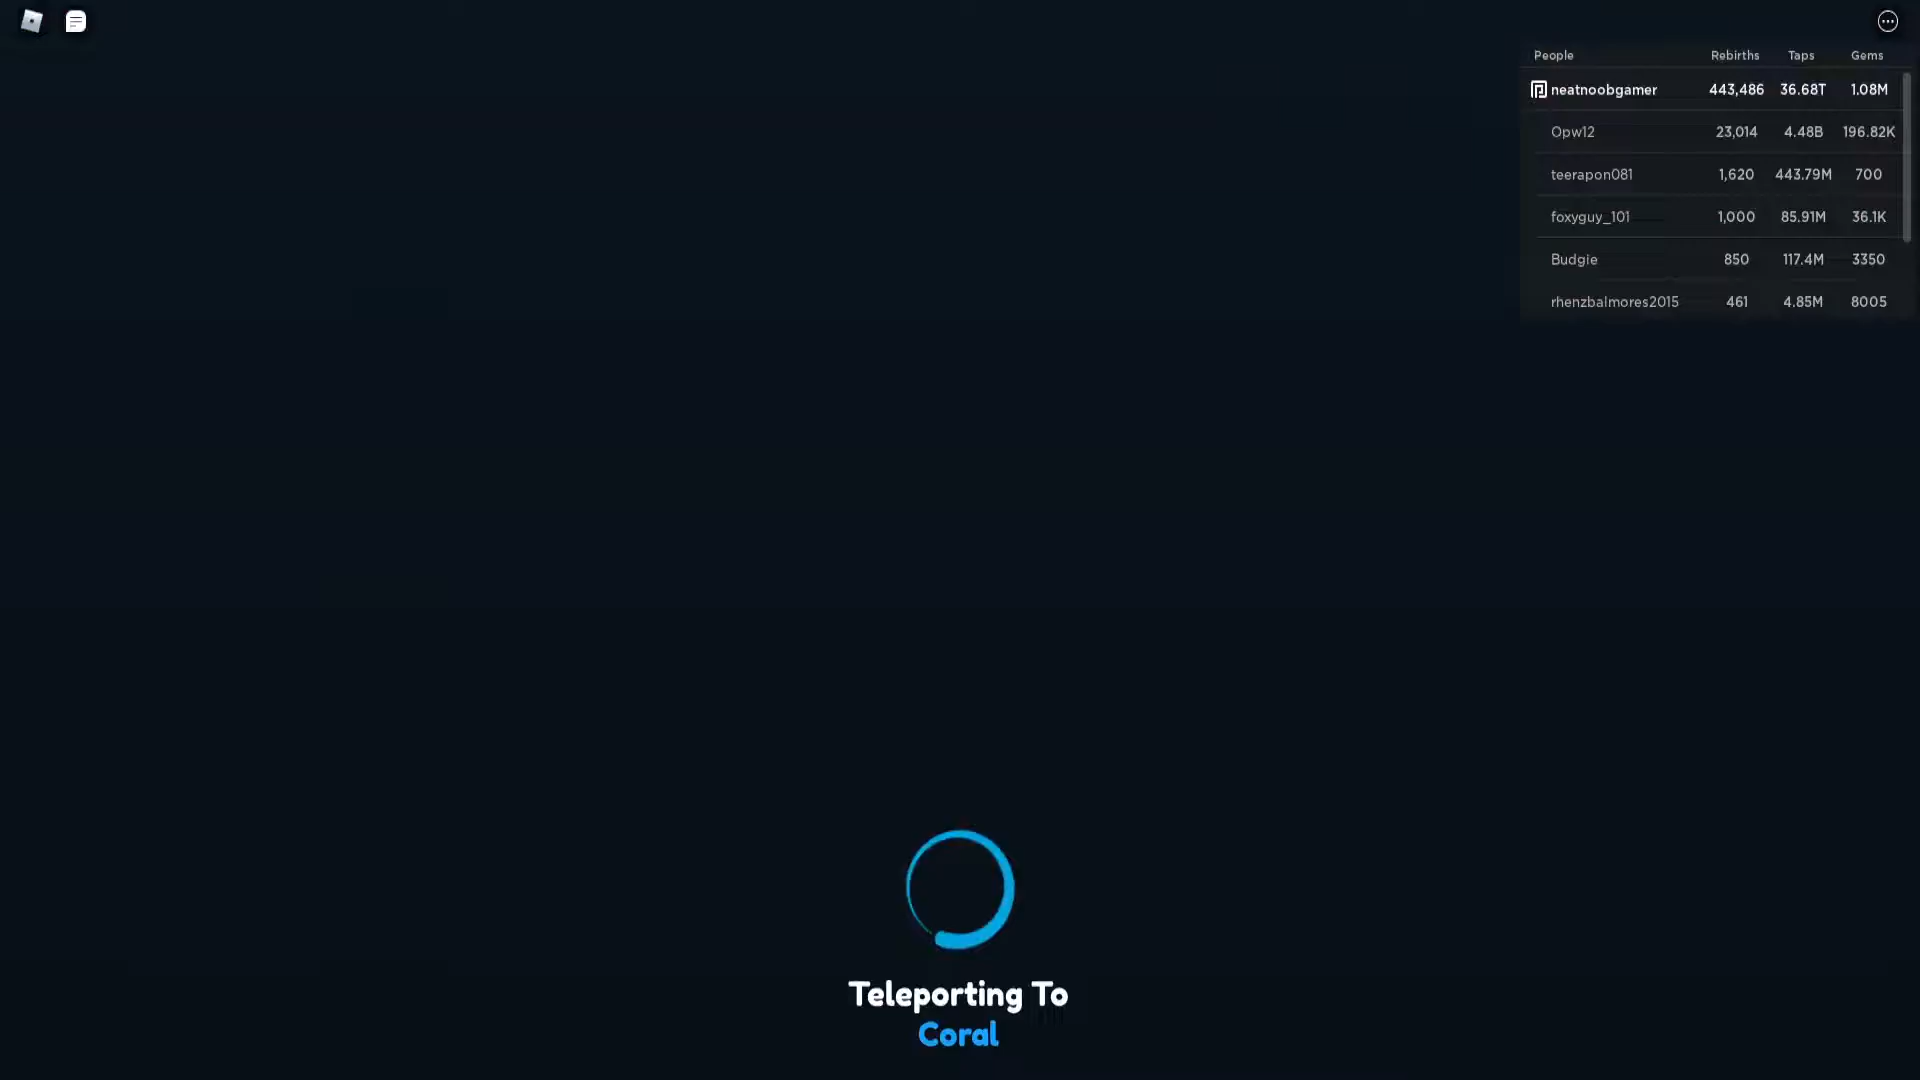 People Rebirths Taps Gems
neatnoobgamer 443,486 36.68T 1.08M
Opw12 23,014 4.48B 196.82K
teerapon081 1,620 443.79M 700
foxyguy_101 1,000 85.91M 36.1K
Budgie 850 117.4M 3350
rhenzbalmores2015 461 4.85M 8005
Teleporting To
Coral